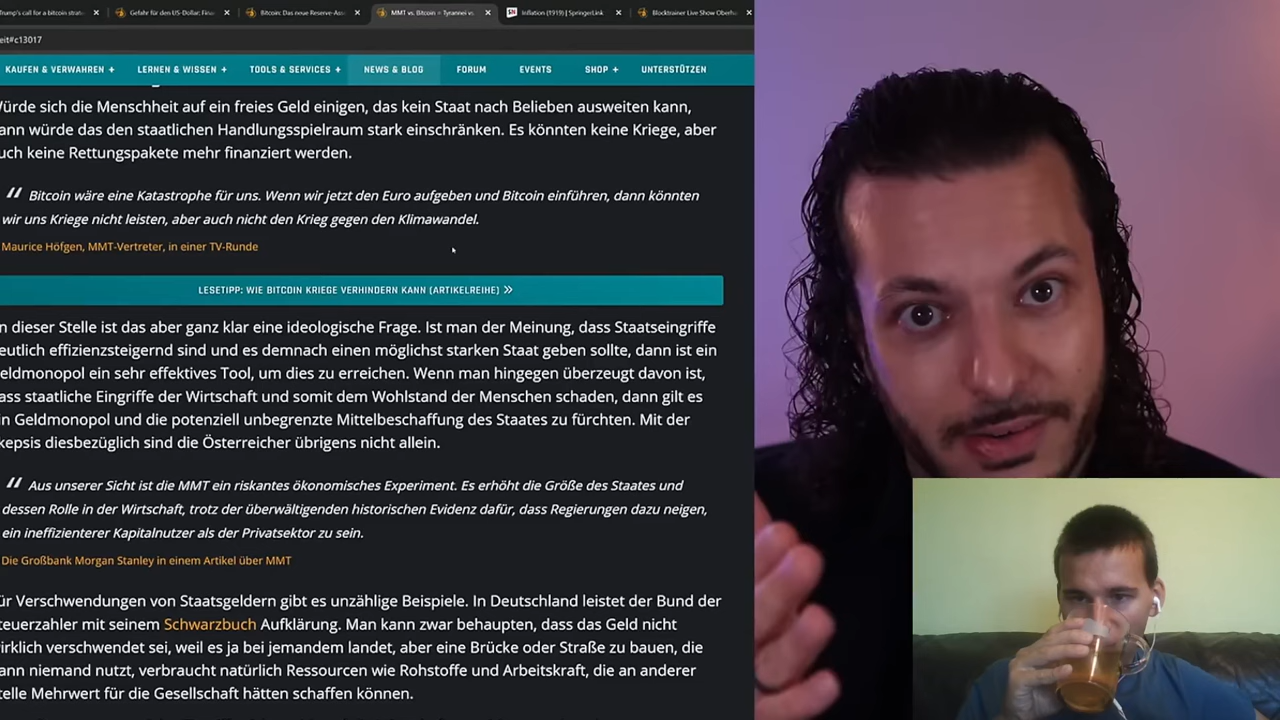 rump's call for a bitcoin strate
Gefahr für den US-Dollar: Finan
Bitcoin: Das neue Reserve-Ass
MMT vs. Bitcoin = Tyrannei vs.
Inflation (1919) | SpringerLink
Blocktrainer Live Show Oberha
eit#c13017
KAUFEN & VERWAHREN +
LERNEN & WISSEN +
TOOLS & SERVICES +
NEWS & BLOG
FORUM
EVENTS
SHOP +
UNTERSTÜTZEN
Würde sich die Menschheit auf ein freies Geld einigen, das kein Staat nach Belieben ausweiten kann,
ann würde das den staatlichen Handlungsspielraum stark einschränken. Es könnten keine Kriege, aber
uch keine Rettungspakete mehr finanziert werden.
“ Bitcoin wäre eine Katastrophe für uns. Wenn wir jetzt den Euro aufgeben und Bitcoin einführen, dann könnten
wir uns Kriege nicht leisten, aber auch nicht den Krieg gegen den Klimawandel.
Maurice Höfgen, MMT-Vertreter, in einer TV-Runde
LESETIPP: WIE BITCOIN KRIEGE VERHINDERN KANN (ARTIKELREIHE) »
n dieser Stelle ist das aber ganz klar eine ideologische Frage. Ist man der Meinung, dass Staatseingriffe
eutlich effizienzsteigernd sind und es demnach einen möglichst starken Staat geben sollte, dann ist ein
eldmonopol ein sehr effektives Tool, um dies zu erreichen. Wenn man hingegen überzeugt davon ist,
ass staatliche Eingriffe der Wirtschaft und somit dem Wohlstand der Menschen schaden, dann gilt es
in Geldmonopol und die potenziell unbegrenzte Mittelbeschaffung des Staates zu fürchten. Mit der
kepsis diesbezüglich sind die Österreicher übrigens nicht allein.
“ Aus unserer Sicht ist die MMT ein riskantes ökonomisches Experiment. Es erhöht die Größe des Staates und
dessen Rolle in der Wirtschaft, trotz der überwältigenden historischen Evidenz dafür, dass Regierungen dazu neigen,
ein ineffizienterer Kapitalnutzer als der Privatsektor zu sein.
Die Großbank Morgan Stanley in einem Artikel über MMT
ür Verschwendungen von Staatsgeldern gibt es unzählige Beispiele. In Deutschland leistet der Bund der
teuerzahler mit seinem Schwarzbuch Aufklärung. Man kann zwar behaupten, dass das Geld nicht
irklich verschwendet sei, weil es ja bei jemandem landet, aber eine Brücke oder Straße zu bauen, die
ann niemand nutzt, verbraucht natürlich Ressourcen wie Rohstoffe und Arbeitskraft, die an anderer
telle Mehrwert für die Gesellschaft hätten schaffen können.